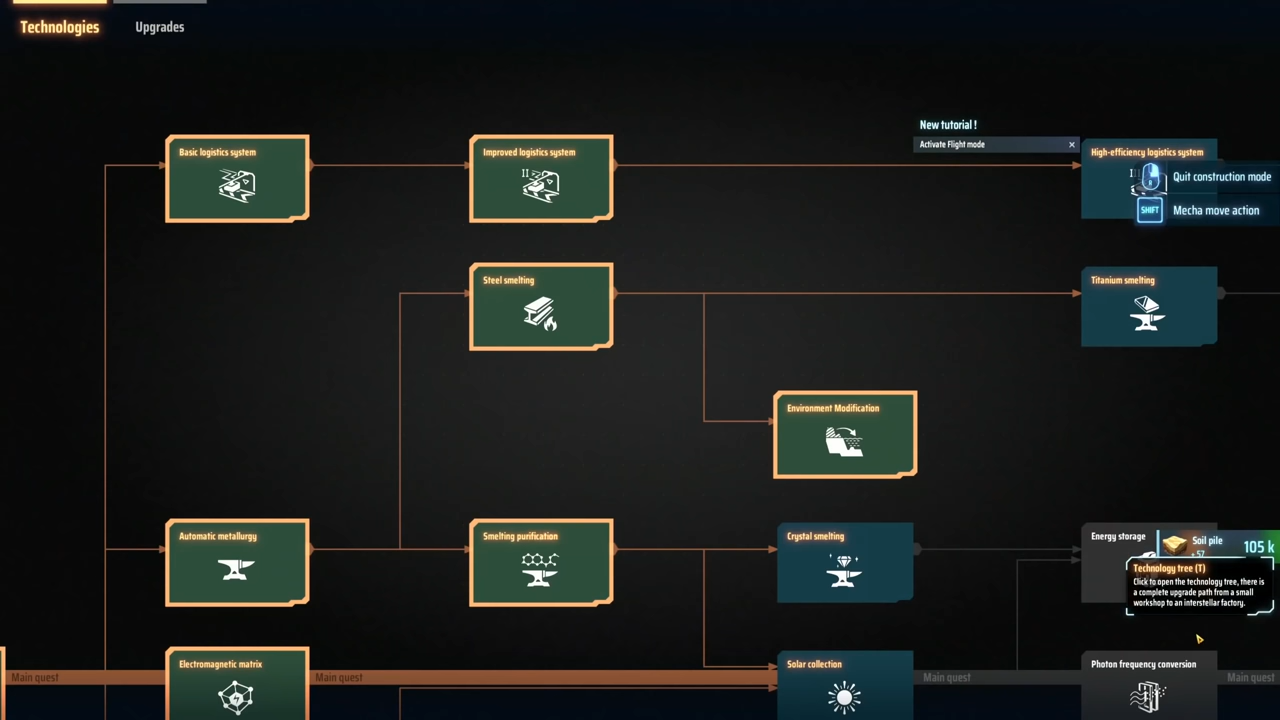 Technologies
Upgrades
New tutorial !
Activate Flight mode
Basic logistics system
Improved logistics system
II
High-efficiency logistics system
Quit construction mode
SHIFT
Mecha move action
Steel smelting
Titanium smelting
Environment Modification
Automatic metallurgy
Smelting purification
Crystal smelting
Energy storage
Soil pile
+57
105 k
Technology tree (T)
Click to open the technology tree, there is
a complete upgrade path from a small
workshop to an interstellar factory.
Electromagnetic matrix
Solar collection
Photon frequency conversion
Main quest
Main quest
Main quest
Main quest